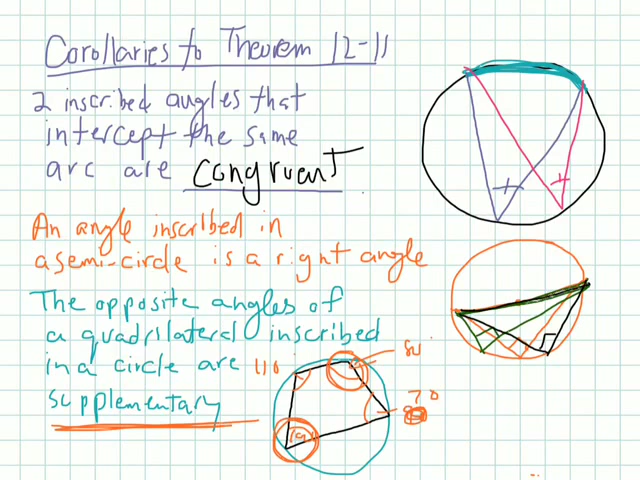 Corollaries to Theorem 12-11
2 inscribed angles that
intercept the same
arc are congruent
An angle inscribed in
a semi-circle is a right angle
The opposite angles of
a quadrilateral inscribed
in a circle are
supplementary
110
70